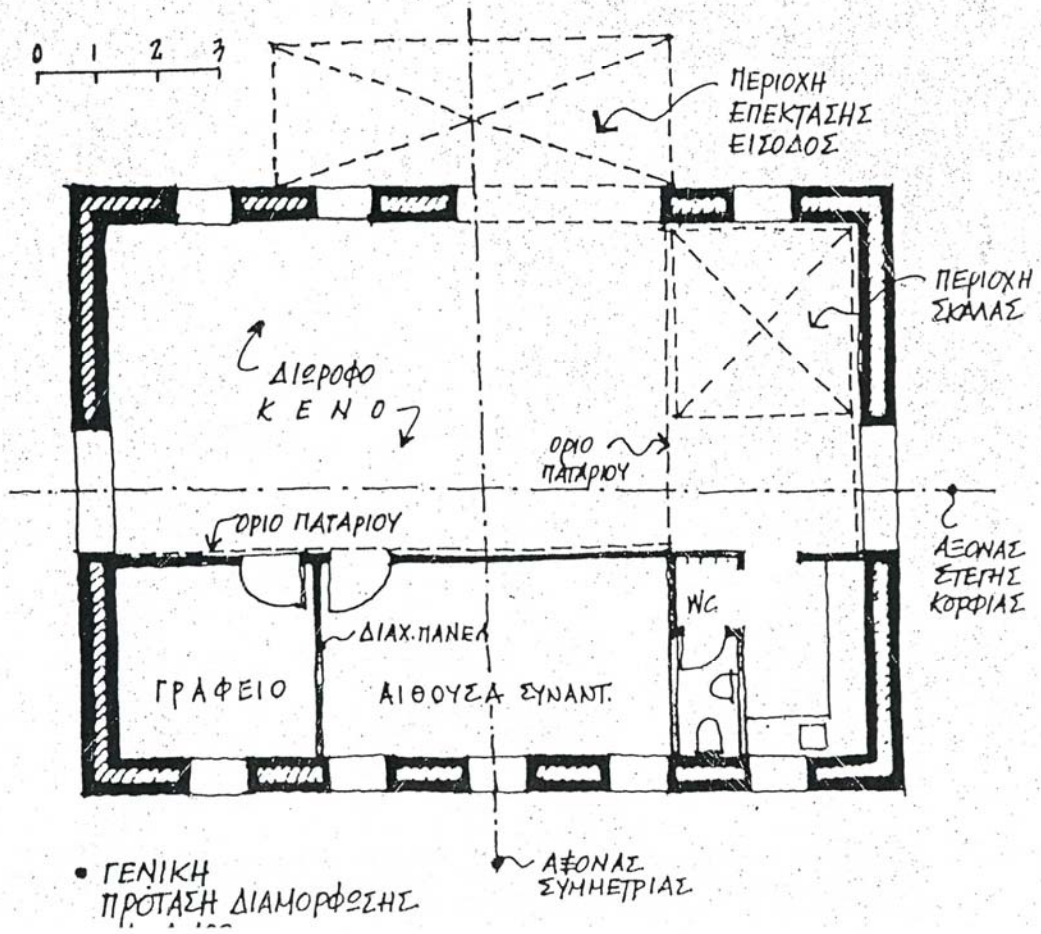 0 1 2 3
ΠΕΡΙΟΧΗ
ΕΠΕΚΤΑΣΗΣ
ΕΙΣΟΔΟΣ
ΠΕΡΙΟΧΗ
ΣΚΑΛΑΣ
ΔΙΩΡΟΦΟ
Κ Ε Ν Ο
ΟΡΙΟ
ΠΑΤΑΡΙΟΥ
ΟΡΙΟ ΠΑΤΑΡΙΟΥ
ΑΞΟΝΑΣ
ΣΤΕΓΗΣ
ΚΟΡΦΙΑΣ
WC.
ΔΙΑΧ.ΠΑΝΕΛ
ΓΡΑΦΕΙΟ
ΑΙΘΟΥΣΑ ΣΥΝΑΝΤ.
ΑΞΟΝΑΣ
ΣΥΜΜΕΤΡΙΑΣ
• ΓΕΝΙΚΗ
ΠΡΟΤΑΣΗ ΔΙΑΜΟΡΦΩΣΗΣ